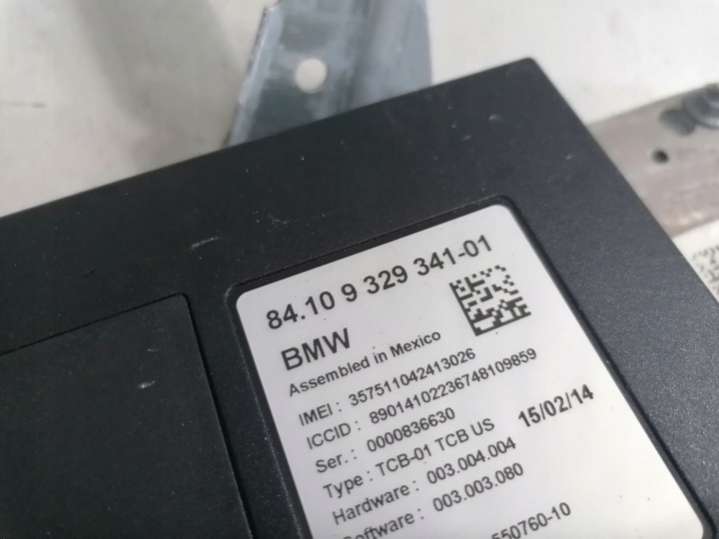 84.10 9 329 341-01
BMW
Assembled in Mexico
IMEI : 357511042413026
ICCID : 89014102236748109859
Ser. : 0000836630
Type : TCB-01 TCB US 15/02/14
Hardware : 003.004.004
Software : 003.003.080
550760-10